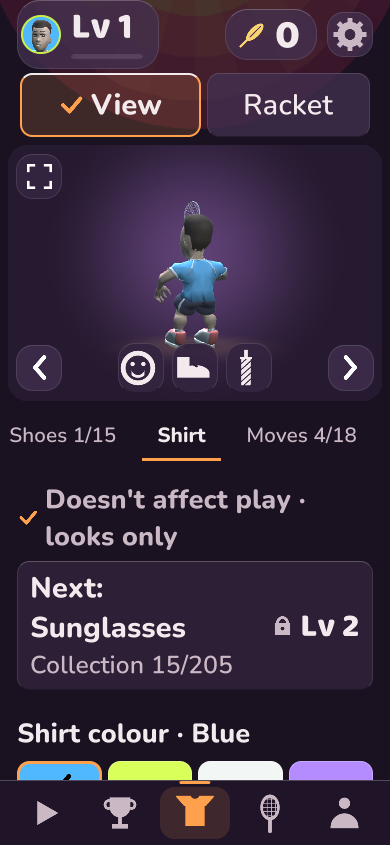 Lv 1
0
View
Racket
Shoes 1/15
Shirt
Moves 4/18
Doesn't affect play ·
looks only
Next:
Sunglasses
Lv 2
Collection 15/205
Shirt colour · Blue